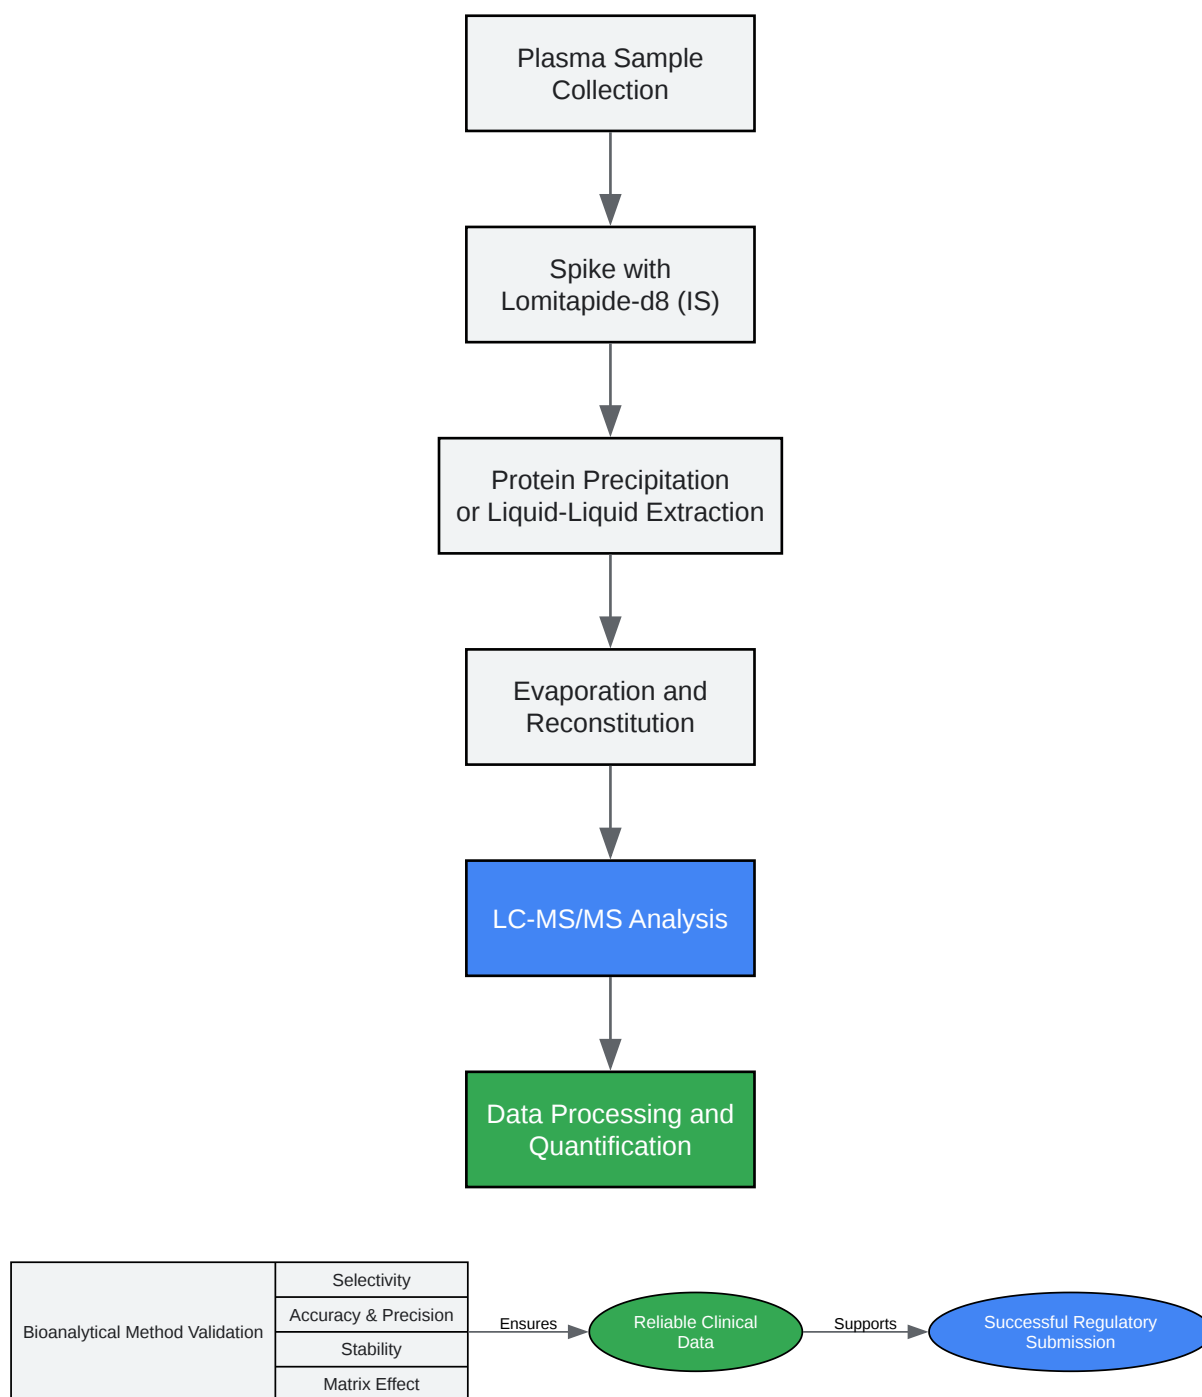 Plasma Sample
Collection
Spike with
Lomitapide-d8 (IS)
Protein Precipitation
or Liquid-Liquid Extraction
Evaporation and
Reconstitution
LC-MS/MS Analysis
Data Processing and
Quantification
Bioanalytical Method Validation
Selectivity
Accuracy & Precision
Stability
Matrix Effect
Ensures
Reliable Clinical
Data
Supports
Successful Regulatory
Submission